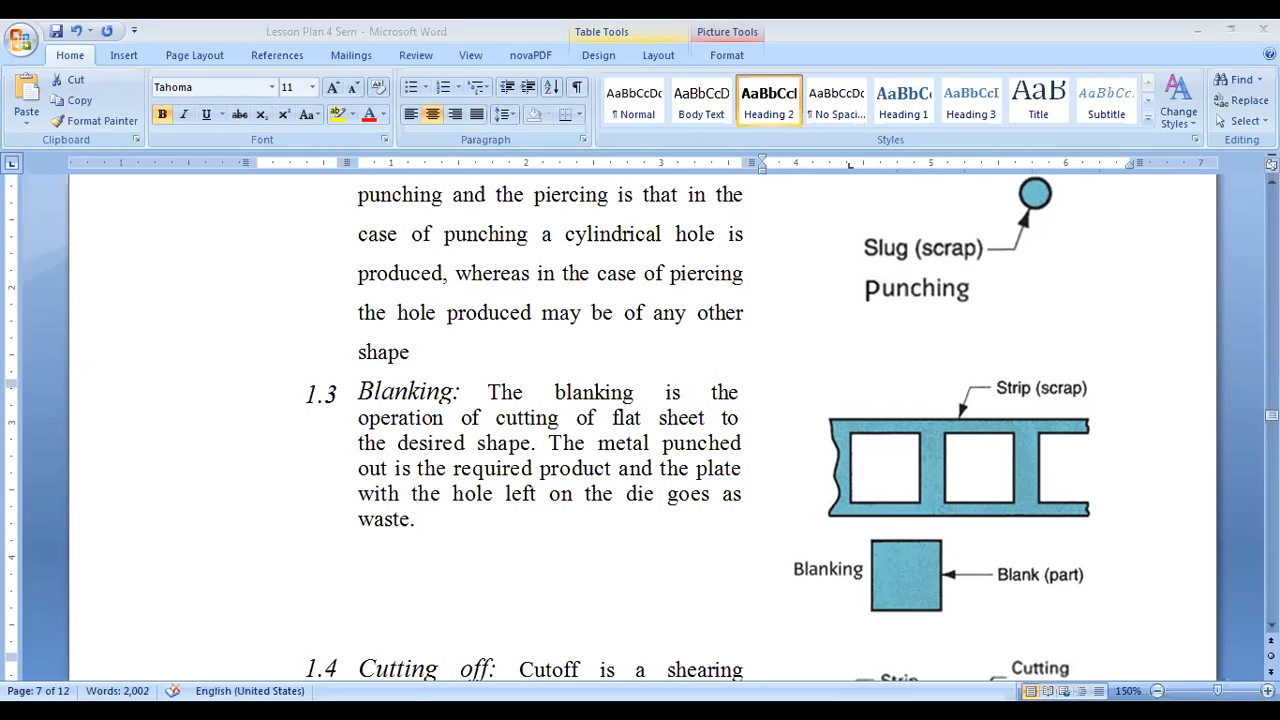 Lesson Plan 4 Sem - Microsoft Word
Table Tools
Picture Tools
Home
Insert
Page Layout
References
Mailings
Review
View
novaPDF
Design
Layout
Format
Paste
Cut
Copy
Format Painter
Clipboard
Tahoma
11
Font
Paragraph
AaBbCcDc
¶ Normal
AaBbCcD
Body Text
AaBbCcI
Heading 2
AaBbCcDc
¶ No Spaci...
AaBbC
Heading 1
AaBbCcI
Heading 3
AaB
Title
AaBbCc.
Subtitle
Change
Styles
Styles
Find
Replace
Select
Editing
punching and the piercing is that in the
case of punching a cylindrical hole is
produced, whereas in the case of piercing
the hole produced may be of any other
shape
Slug (scrap)
Punching
1.3 Blanking: The blanking is the
operation of cutting of flat sheet to
the desired shape. The metal punched
out is the required product and the plate
with the hole left on the die goes as
waste.
Strip (scrap)
Blanking
Blank (part)
1.4 Cutting off: Cutoff is a shearing
Cutting
Strip
Page: 7 of 12
Words: 2,002
English (United States)
150%